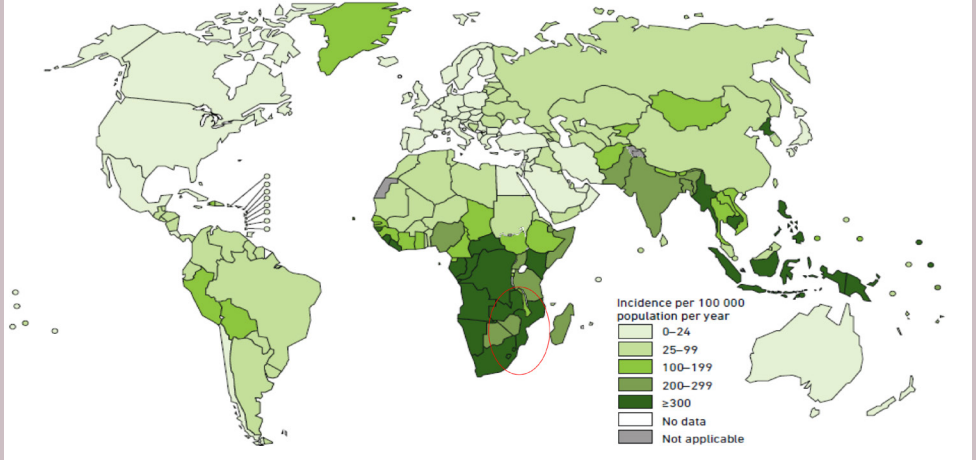 Incidence per 100 000
population per year
0–24
25–99
100–199
200–299
≥300
No data
Not applicable